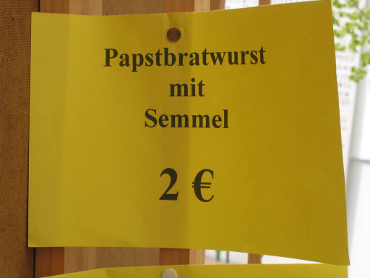 Papstbratwurst
mit
Semmel
2 €